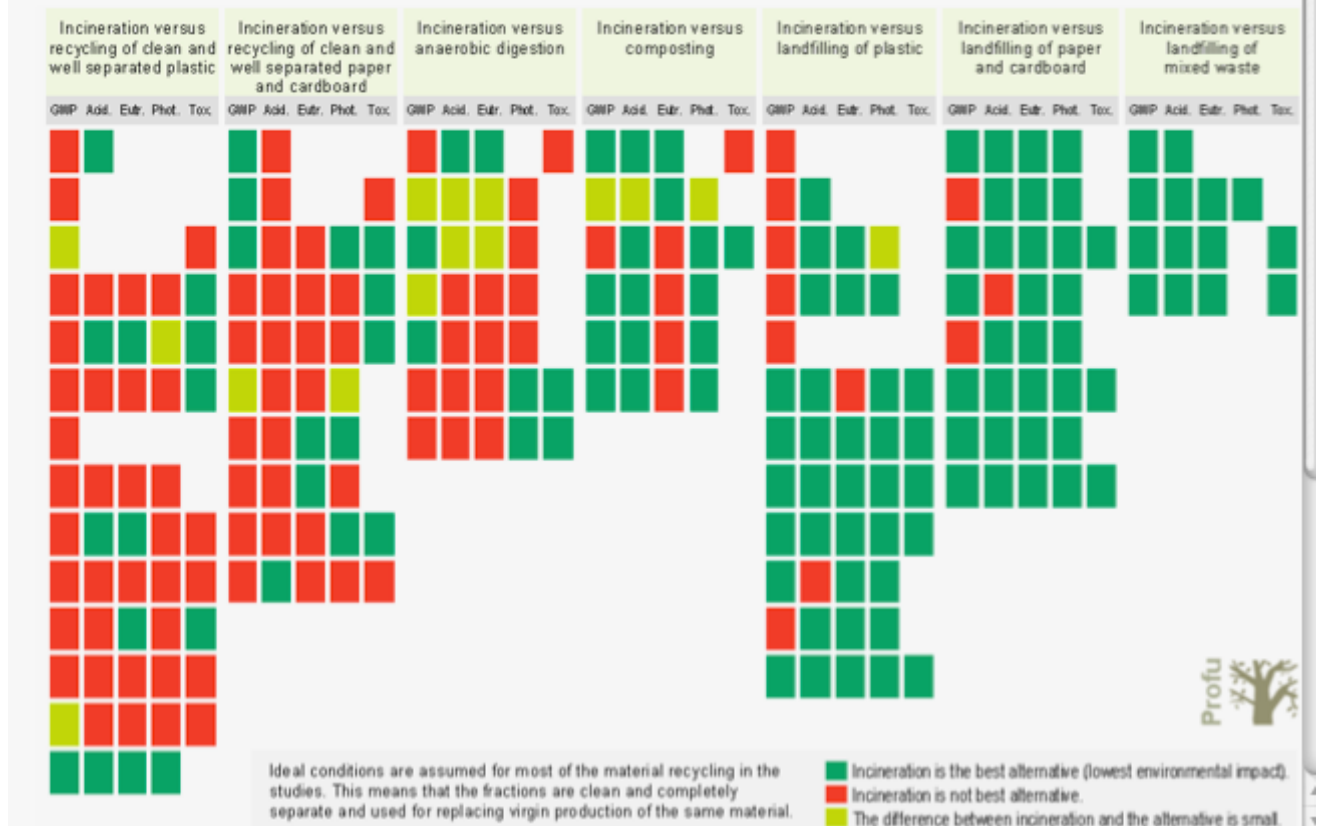 Incineration versus
recycling of clean and
well separated plastic
Incineration versus
recycling of clean and
well separated paper
and cardboard
Incineration versus
anaerobic digestion
Incineration versus
composting
Incineration versus
landfilling of plastic
Incineration versus
landfilling of paper
and cardboard
Incineration versus
landfilling of
mixed waste
GWP Acid. Eutr. Phot. Tox.
GWP Acid. Eutr. Phot. Tox.
GWP Acid. Eutr. Phot. Tox.
GWP Acid. Eutr. Phot. Tox.
GWP Acid. Eutr. Phot. Tox.
GWP Acid. Eutr. Phot. Tox.
GWP Acid. Eutr. Phot. Tox.
Profu
Ideal conditions are assumed for most of the material recycling in the
studies. This means that the fractions are clean and completely
separate and used for replacing virgin production of the same material.
Incineration is the best alternative (lowest environmental impact).
Incineration is not best alternative.
The difference between incineration and the alternative is small.